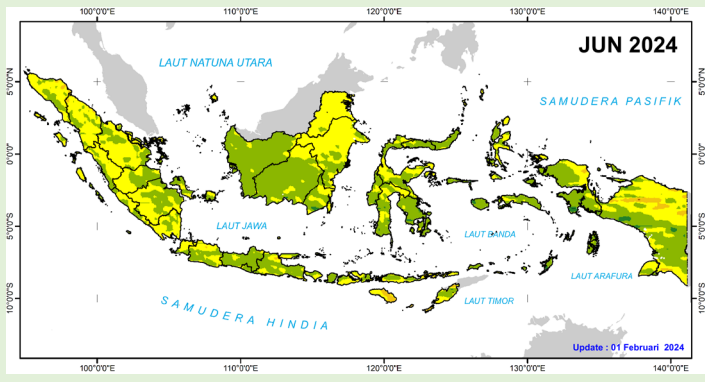 100°0'0"E 110°0'0"E 120°0'0"E 130°0'0"E 140°0'0"E
JUN 2024
LAUT NATUNA UTARA
5°0'0"N 5°0'0"N
SAMUDERA PASIFIK
0°0'0" 0°0'0"
LAUT JAWA
LAUT BANDA
5°0'0"S 5°0'0"S
LAUT ARAFURA
SAMUDERA HINDIA
LAUT TIMOR
10°0'0"S 10°0'0"S
Update : 01 Februari 2024
100°0'0"E 110°0'0"E 120°0'0"E 130°0'0"E 140°0'0"E